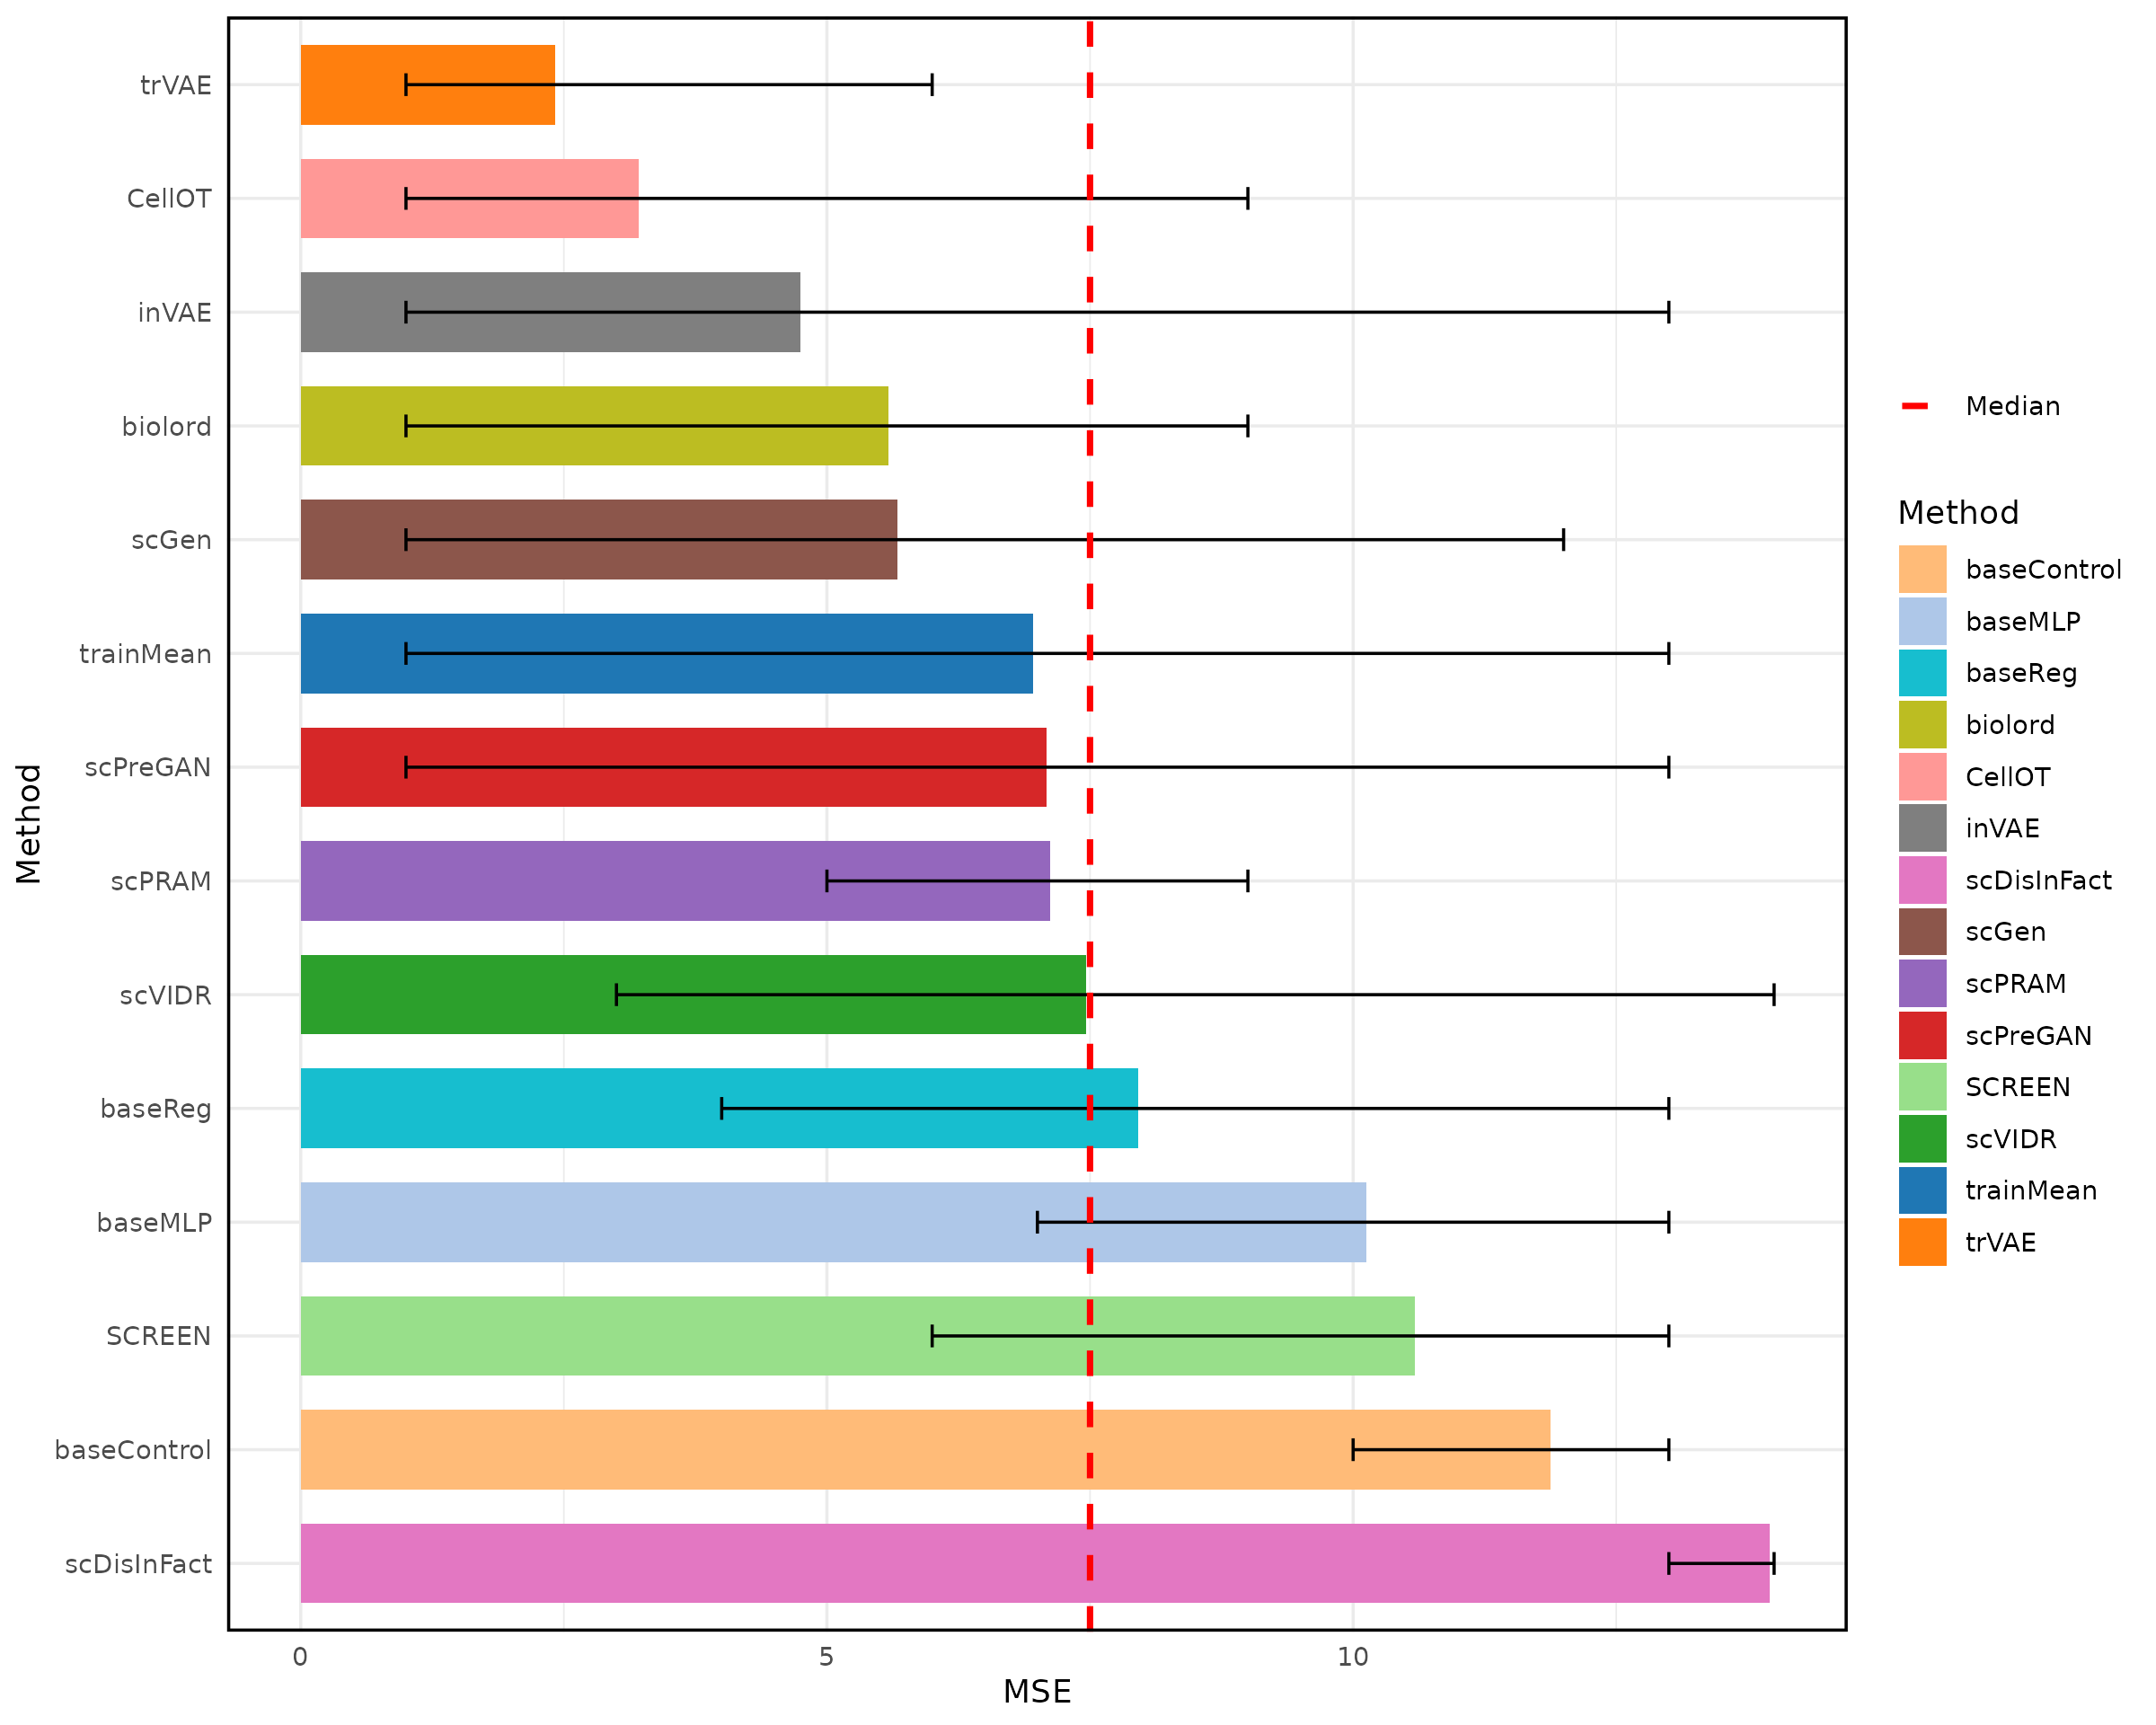 Method
trVAE
CellOT
inVAE
biolord
scGen
trainMean
scPreGAN
scPRAM
scVIDR
baseReg
baseMLP
SCREEN
baseControl
scDisInFact
0 5 10
MSE
Median
Method
baseControl
baseMLP
baseReg
biolord
CellOT
inVAE
scDisInFact
scGen
scPRAM
scPreGAN
SCREEN
scVIDR
trainMean
trVAE